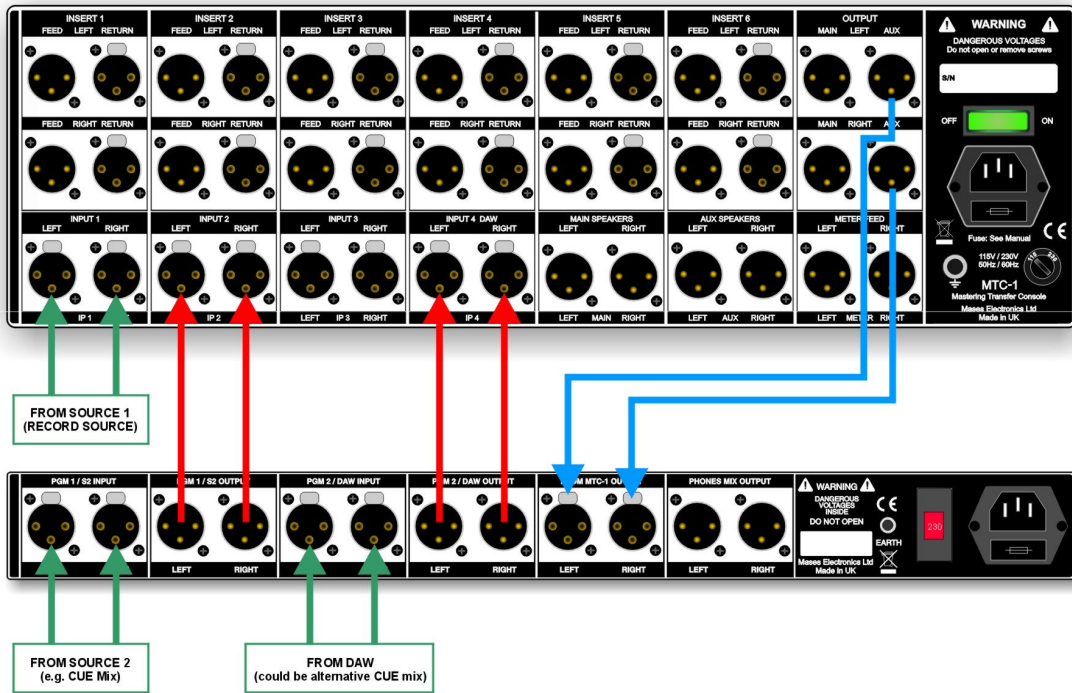 INSERT 1
FEED LEFT RETURN
INSERT 2
FEED LEFT RETURN
INSERT 3
FEED LEFT RETURN
INSERT 4
FEED LEFT RETURN
INSERT 5
FEED LEFT RETURN
INSERT 6
FEED LEFT RETURN
OUTPUT
MAIN LEFT AUX
WARNING
DANGEROUS VOLTAGES
Do not open or remove screws
S/N
OFF
ON
FEED RIGHT RETURN
FEED RIGHT RETURN
FEED RIGHT RETURN
FEED RIGHT RETURN
FEED RIGHT RETURN
FEED RIGHT RETURN
MAIN RIGHT AUX
INPUT 1
LEFT RIGHT
INPUT 2
LEFT RIGHT
INPUT 3
LEFT RIGHT
INPUT 4 DAW
LEFT RIGHT
MAIN SPEAKERS
LEFT RIGHT
AUX SPEAKERS
LEFT RIGHT
METER FEED
LEFT RIGHT
Fuse: See Manual
CE
115V / 230V
50Hz / 60Hz
115
230
MTC-1
Mastering Transfer Console
Mases Electronics Ltd
Made in UK
IP 1
IP 2
LEFT IP 3 RIGHT
IP 4
LEFT MAIN RIGHT
LEFT AUX RIGHT
LEFT METER RIGHT
FROM SOURCE 1
(RECORD SOURCE)
PGM 1 / S2 INPUT
PGM 1 / S2 OUTPUT
LEFT RIGHT
PGM 2 / DAW INPUT
PGM 2 / DAW OUTPUT
LEFT RIGHT
MTC-1
LEFT RIGHT
PHONES MIX OUTPUT
LEFT RIGHT
WARNING
DANGEROUS
VOLTAGES
INSIDE
DO NOT OPEN
CE
EARTH
Mases Electronics Ltd
Made in UK
230
FROM SOURCE 2
(e.g. CUE Mix)
FROM DAW
(could be alternative CUE mix)